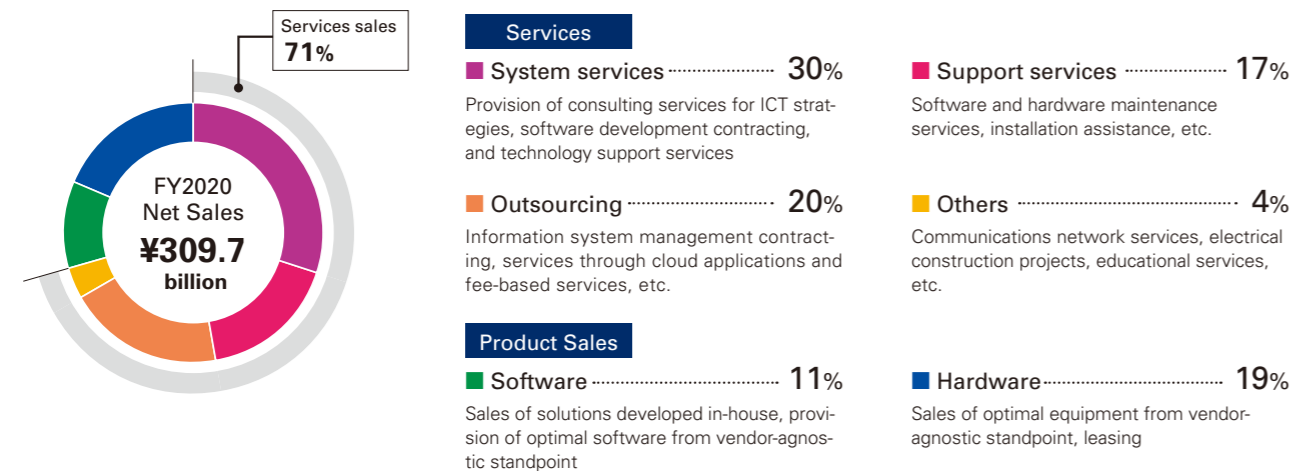 Services sales
71%
FY2020
Net Sales
¥309.7
billion
Services
System services 30%
Provision of consulting services for ICT strat-
egies, software development contracting,
and technology support services
Support services 17%
Software and hardware maintenance
services, installation assistance, etc.
Outsourcing 20%
Information system management contract-
ing, services through cloud applications and
fee-based services, etc.
Others 4%
Communications network services, electrical
construction projects, educational services,
etc.
Product Sales
Software 11%
Sales of solutions developed in-house, provi-
sion of optimal software from vendor-agnos-
tic standpoint
Hardware 19%
Sales of optimal equipment from vendor-
agnostic standpoint, leasing